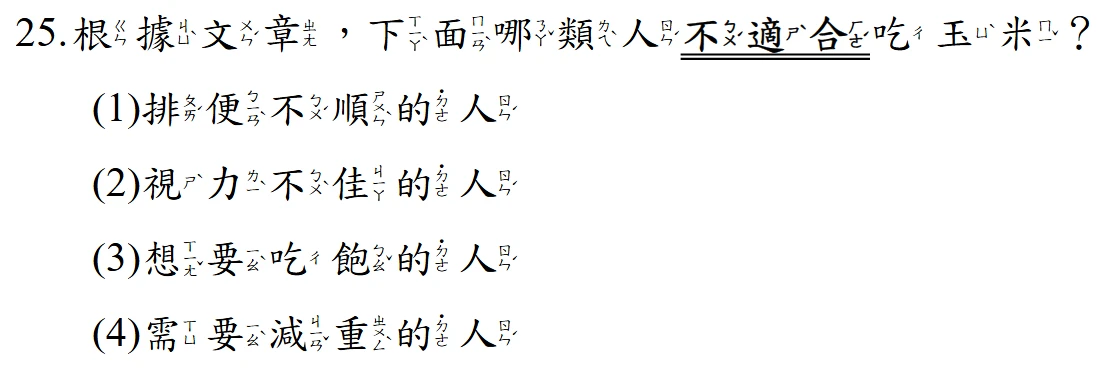 25.根據文章，下面哪類人不適合吃玉米？
(1)排便不順的人
(2)視力不佳的人
(3)想要吃飽的人
(4)需要減重的人